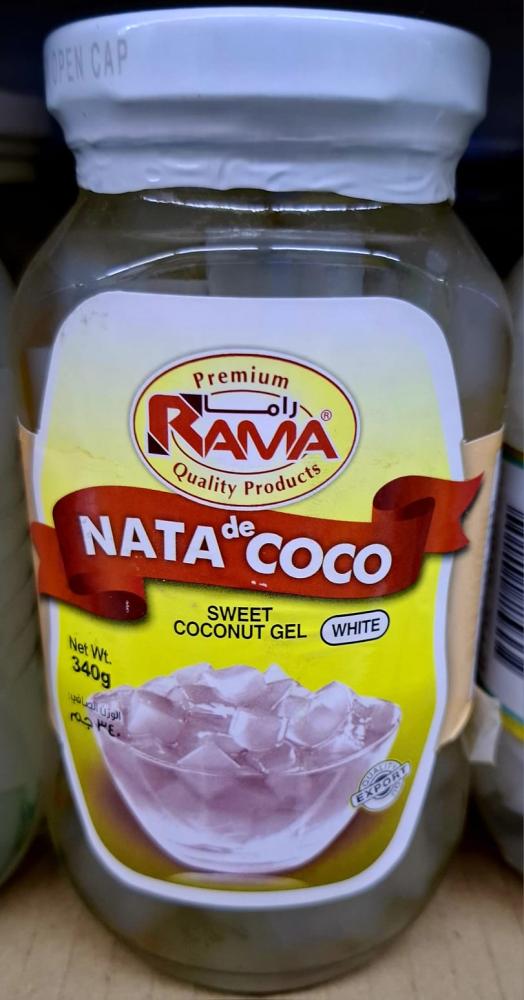 OPEN CAP
Premium
راما
RAMA®
Quality Products
NATA de COCO
SWEET
COCONUT GEL
WHITE
Net Wt.
340g
الوزن الصافي:
٣٤٠ جم
QUALITY
EXPORT